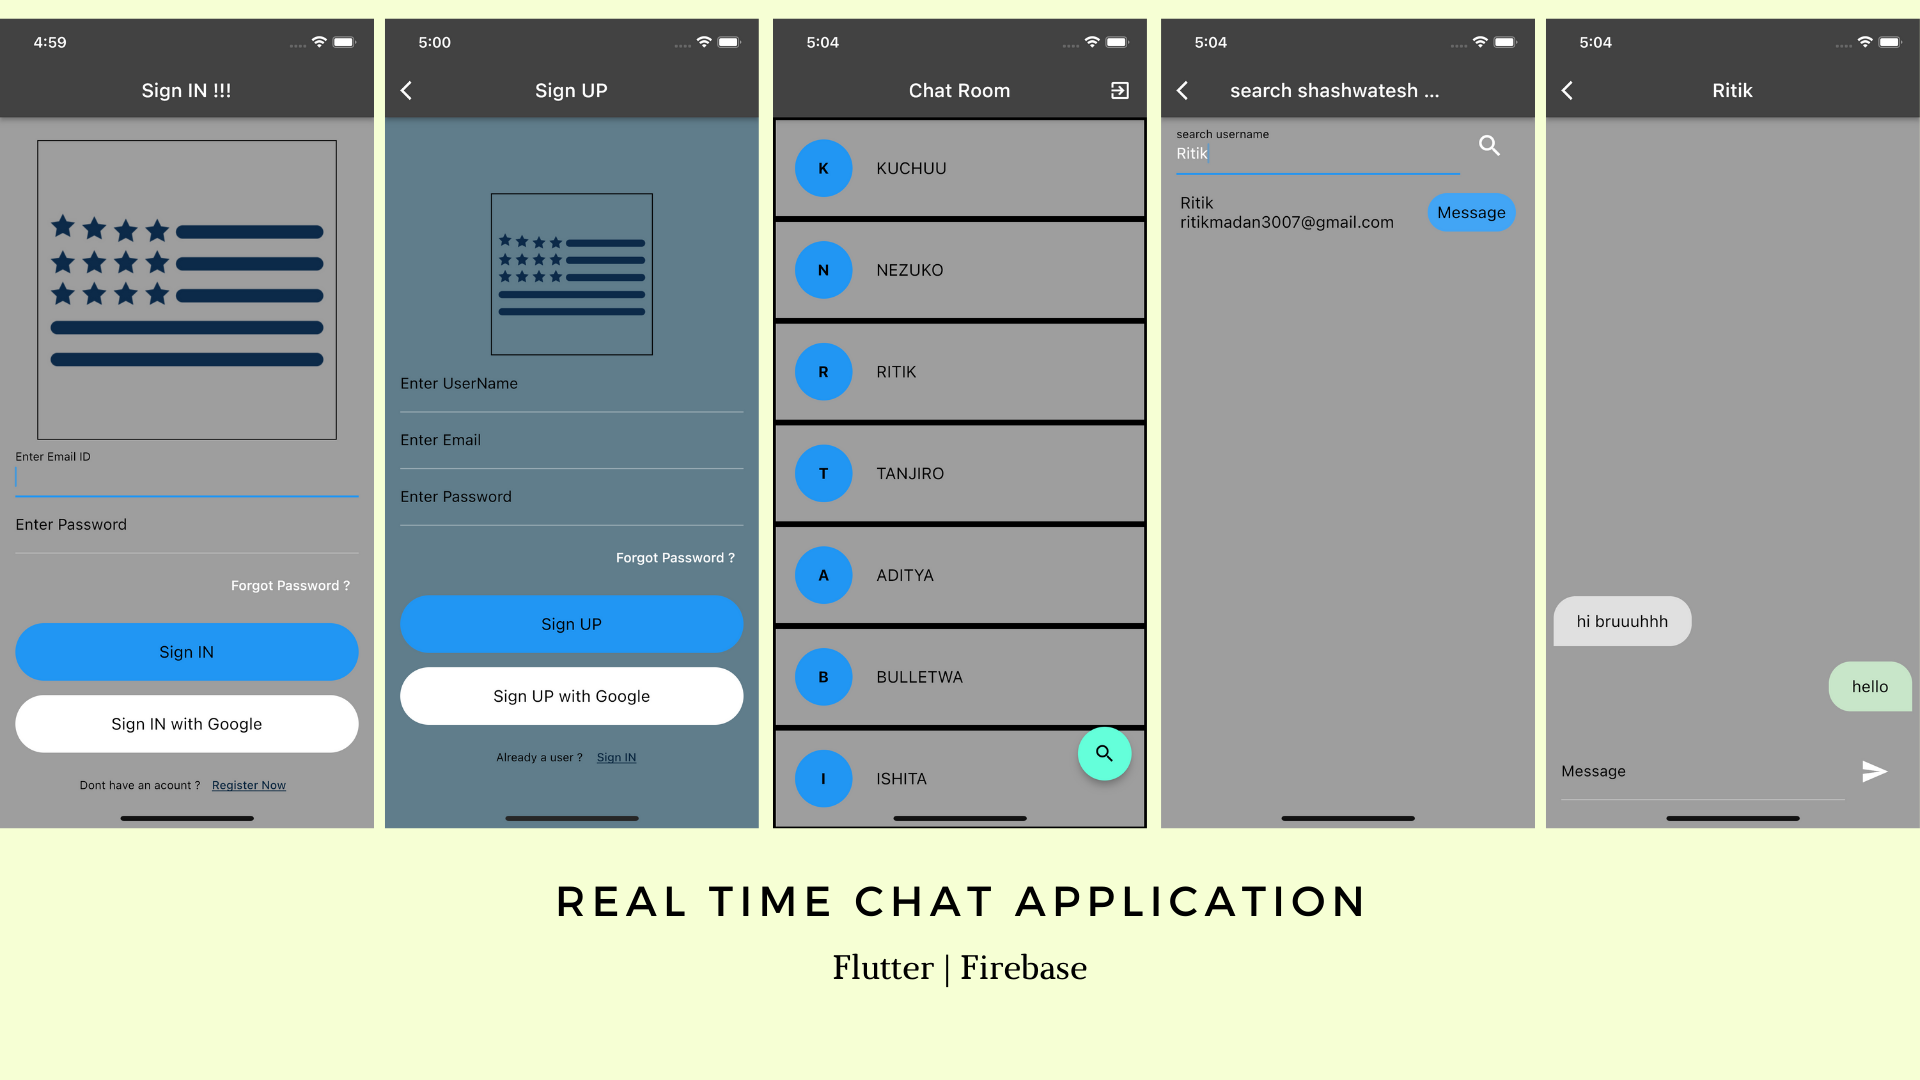 4:59
Sign IN !!!
Enter Email ID
Enter Password
Forgot Password ?
Sign IN
Sign IN with Google
Dont have an acount ? Register Now
5:00
Sign UP
Enter UserName
Enter Email
Enter Password
Forgot Password ?
Sign UP
Sign UP with Google
Already a user ? Sign IN
5:04
Chat Room
K KUCHUU
N NEZUKO
R RITIK
T TANJIRO
A ADITYA
B BULLETWA
I ISHITA
5:04
search shashwatesh ...
search username
Ritik
Ritik
ritikmadan3007@gmail.com
Message
5:04
Ritik
hi bruuuhhh
hello
Message
REAL TIME CHAT APPLICATION
Flutter | Firebase